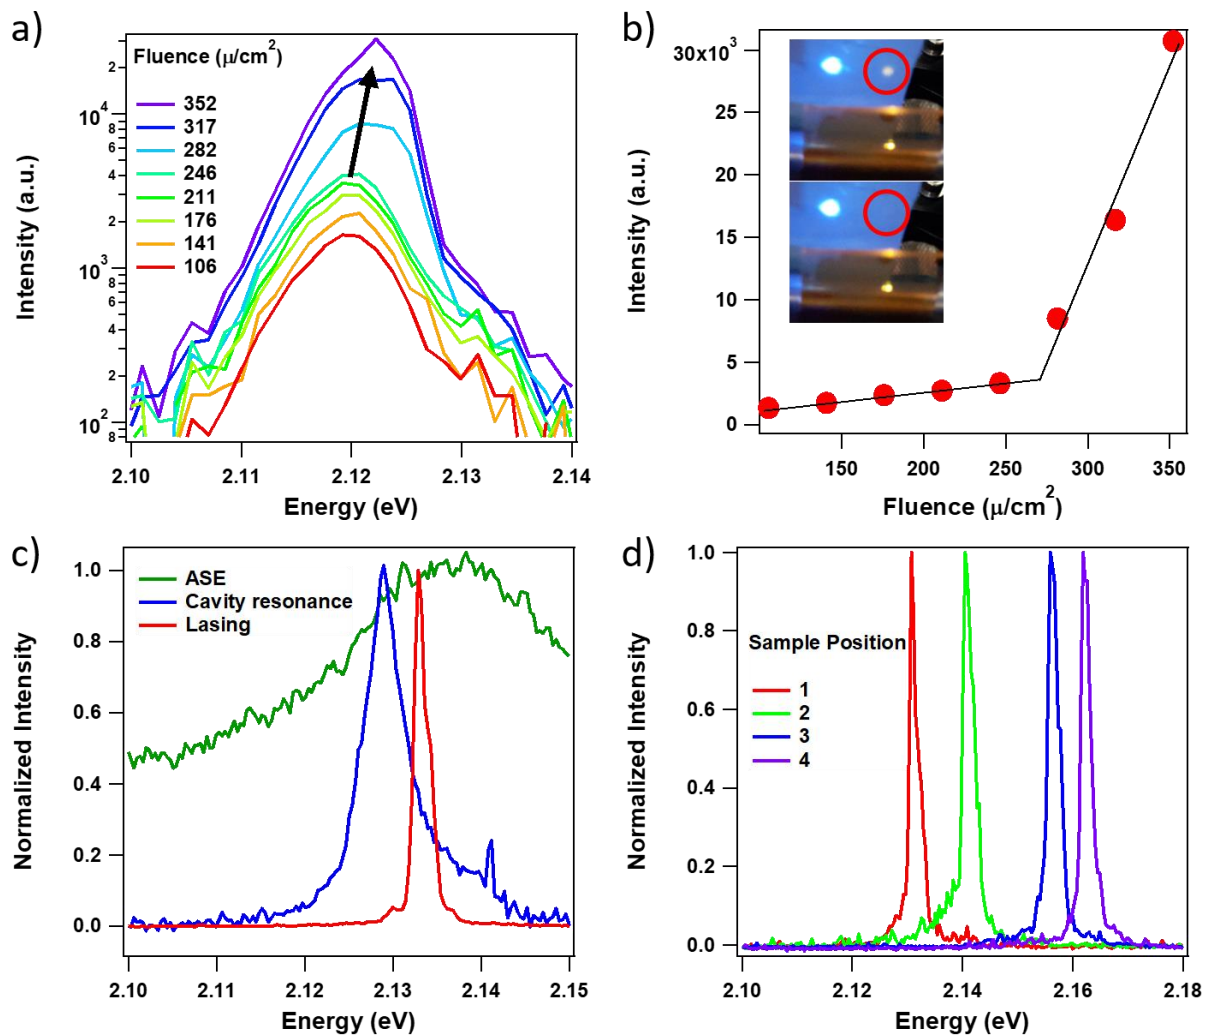 a)
Fluence (μ/cm²)
352
317
282
246
211
176
141
106
2
10⁴
8
6
4
2
10³
8
6
4
2
10²
8
Intensity (a.u.)
2.10 2.11 2.12 2.13 2.14
Energy (eV)
b)
30x10³
25
20
15
10
5
0
Intensity (a.u.)
150 200 250 300 350
Fluence (μ/cm²)
c)
ASE
Cavity resonance
Lasing
1.0
0.8
0.6
0.4
0.2
0.0
Normalized Intensity
2.10 2.11 2.12 2.13 2.14 2.15
Energy (eV)
d)
Sample Position
1
2
3
4
1.0
0.8
0.6
0.4
0.2
0.0
Normalized Intensity
2.10 2.12 2.14 2.16 2.18
Energy (eV)